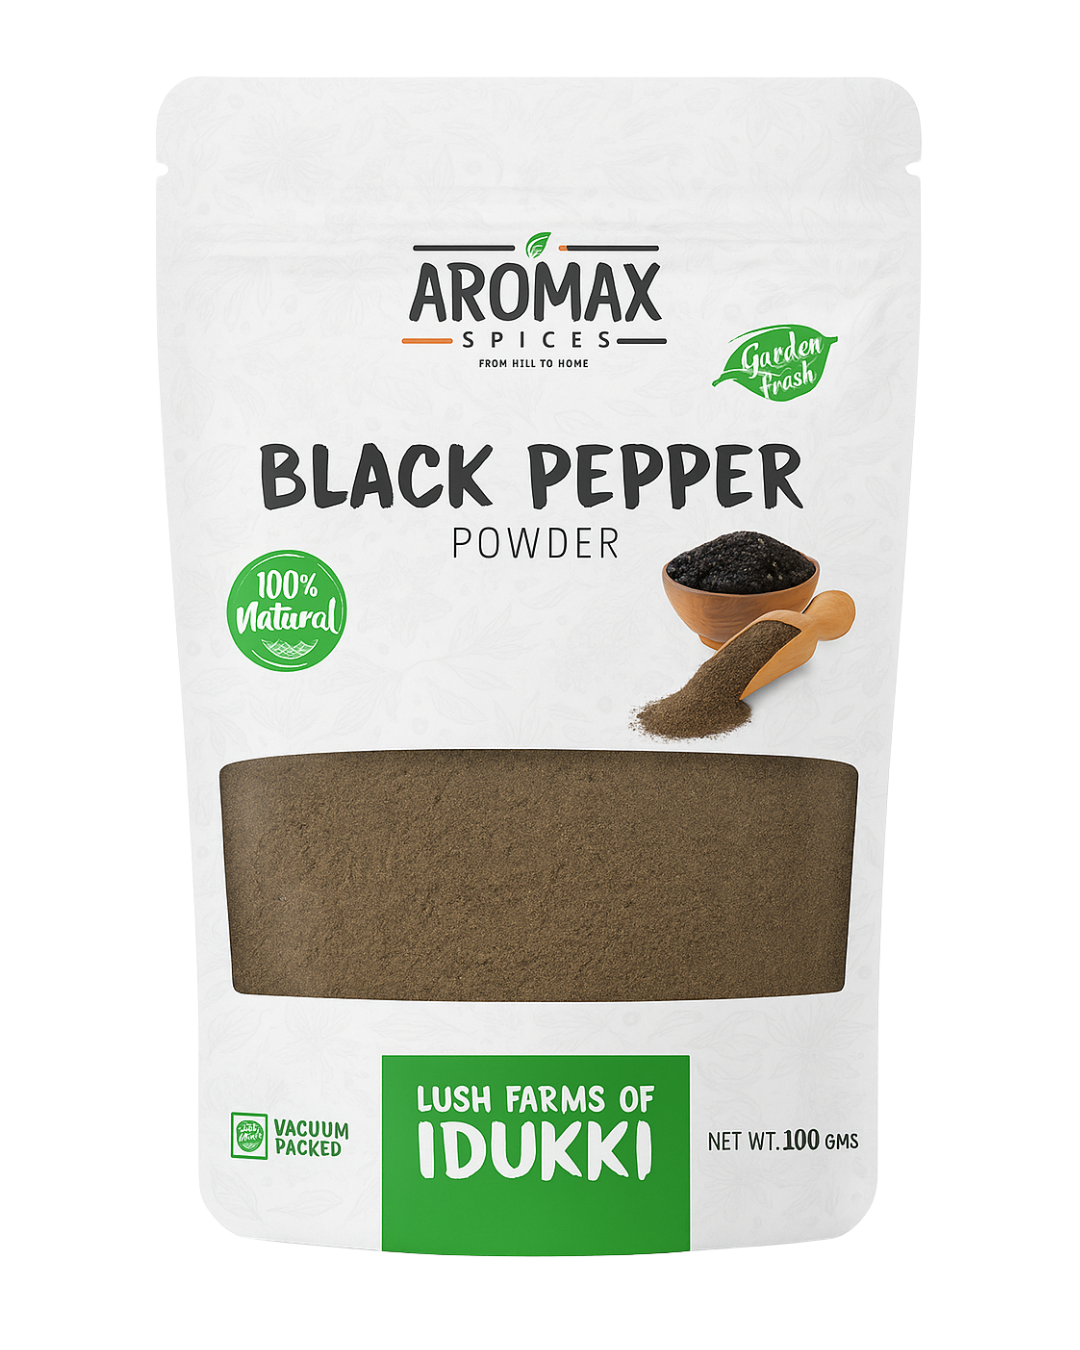 AROMAX
SPICES
FROM HILL TO HOME
Garden
frash
BLACK PEPPER
POWDER
100%
Natural
LUSH FARMS OF
IDUKKI
VACUUM
PACKED
NET WT. 100 GMS